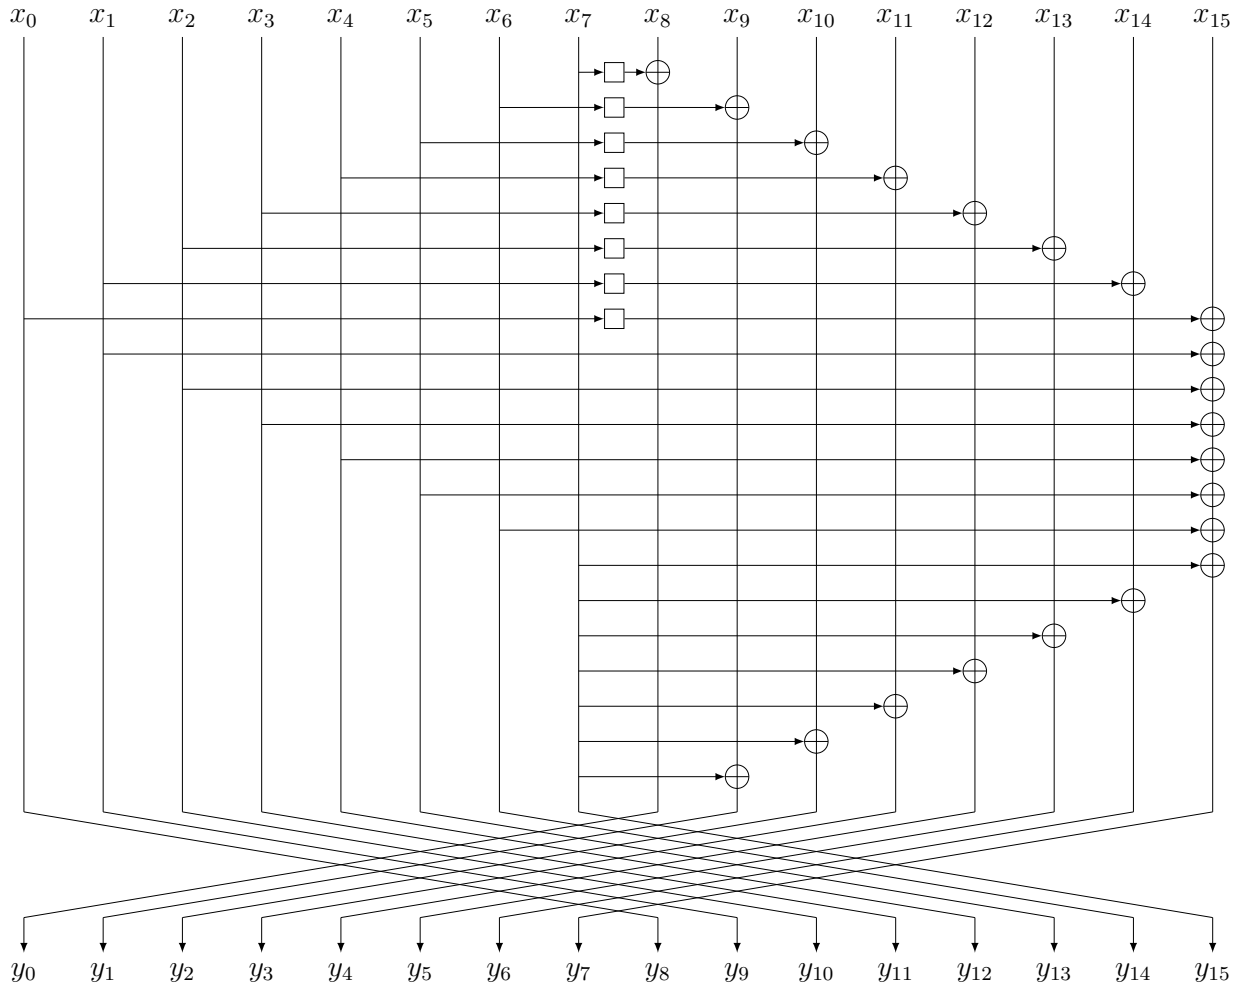 x₀ x₁ x₂ x₃ x₄ x₅ x₆ x₇ x₈ x₉ x₁₀ x₁₁ x₁₂ x₁₃ x₁₄ x₁₅
y₀ y₁ y₂ y₃ y₄ y₅ y₆ y₇ y₈ y₉ y₁₀ y₁₁ y₁₂ y₁₃ y₁₄ y₁₅